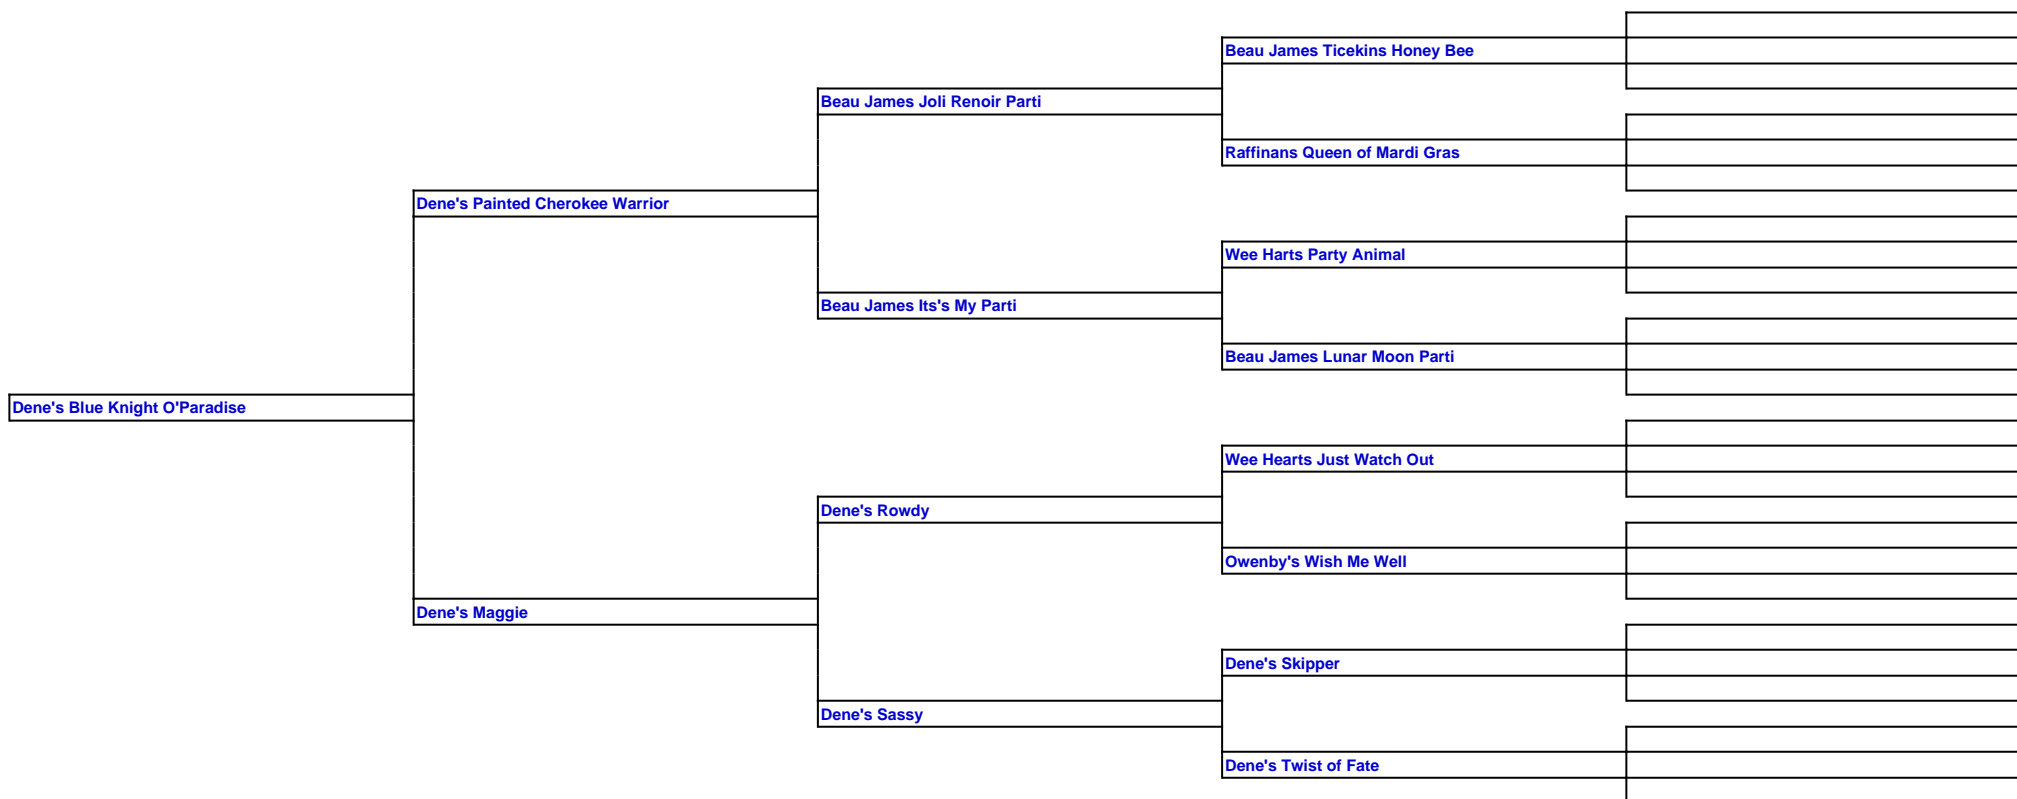 Beau James Ticekins Honey Bee
Beau James Joli Renoir Parti
Raffinans Queen of Mardi Gras
Dene's Painted Cherokee Warrior
Wee Harts Party Animal
Beau James Its's My Parti
Beau James Lunar Moon Parti
Dene's Blue Knight O'Paradise
Wee Hearts Just Watch Out
Dene's Rowdy
Owenby's Wish Me Well
Dene's Maggie
Dene's Skipper
Dene's Sassy
Dene's Twist of Fate